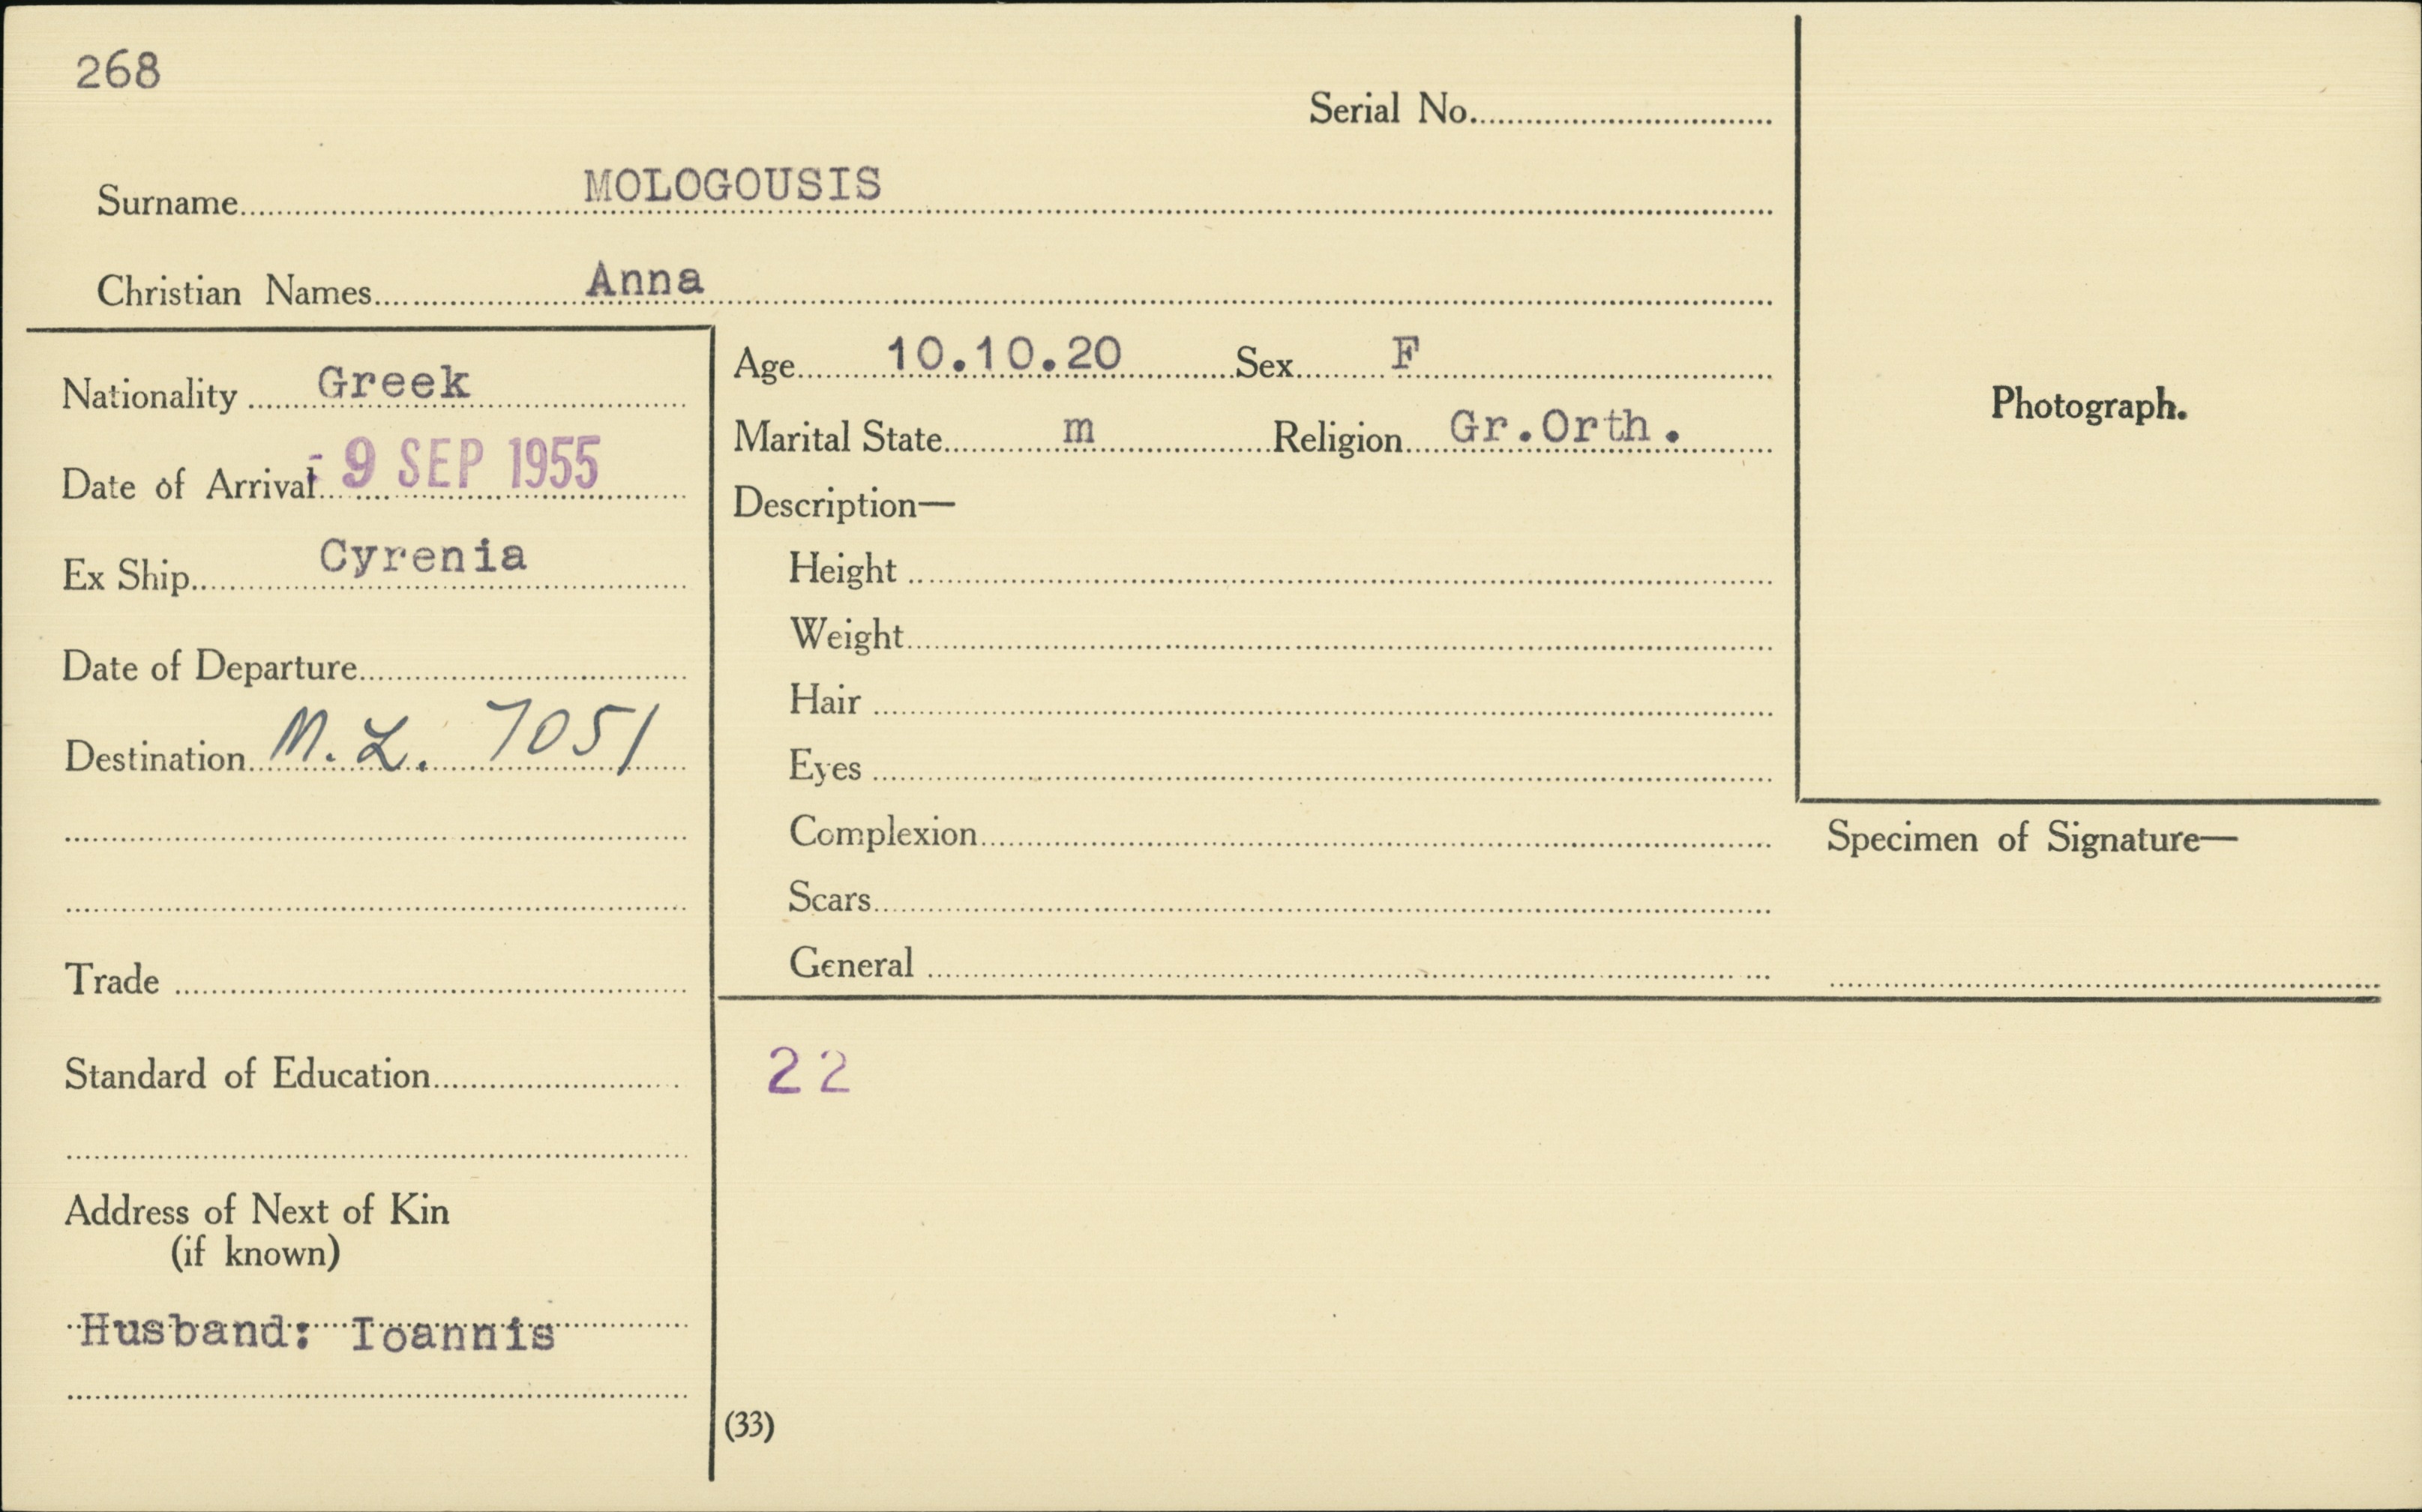 268
Serial No.
Surname MOLOGOUSIS
Christian Names Anna
Nationality Greek
Date of Arrival - 9 SEP 1955
Ex Ship Cyrenia
Date of Departure
Destination M. L. 7051
Trade
Standard of Education
Address of Next of Kin
(if known)
Husband: Ioannis
Age 10.10.20 Sex F
Marital State m Religion Gr.Orth.
Description—
Height
Weight
Hair
Eyes
Complexion
Scars
General
Photograph.
Specimen of Signature—
22
(33)